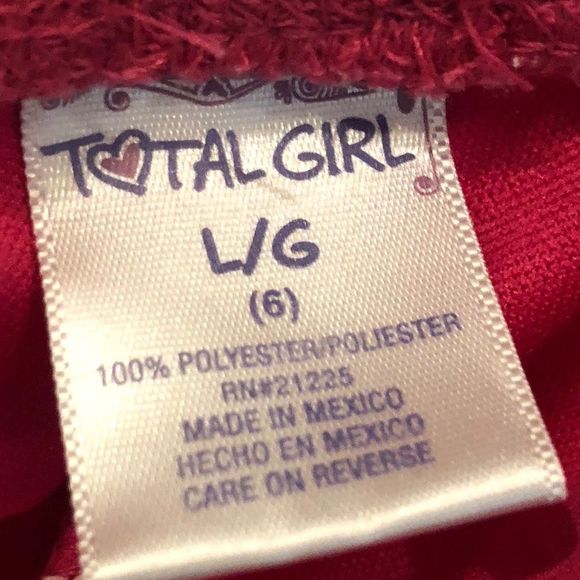 TOTAL GIRL
L/G
(6)
100% POLYESTER/POLIESTER
RN#21225
MADE IN MEXICO
HECHO EN MEXICO
CARE ON REVERSE